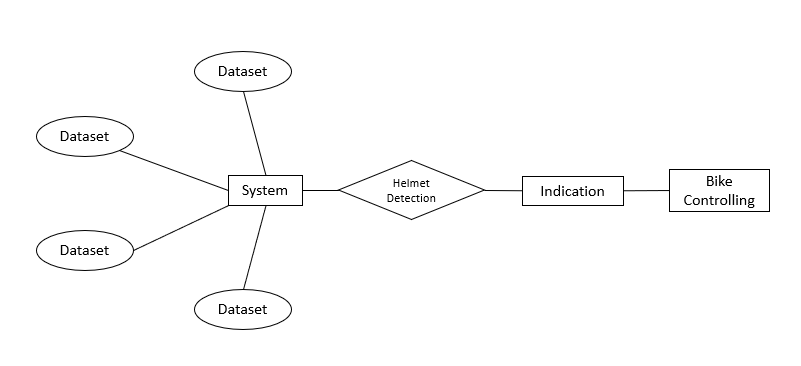 Dataset
Dataset
System
Helmet
Detection
Indication
Bike
Controlling
Dataset
Dataset